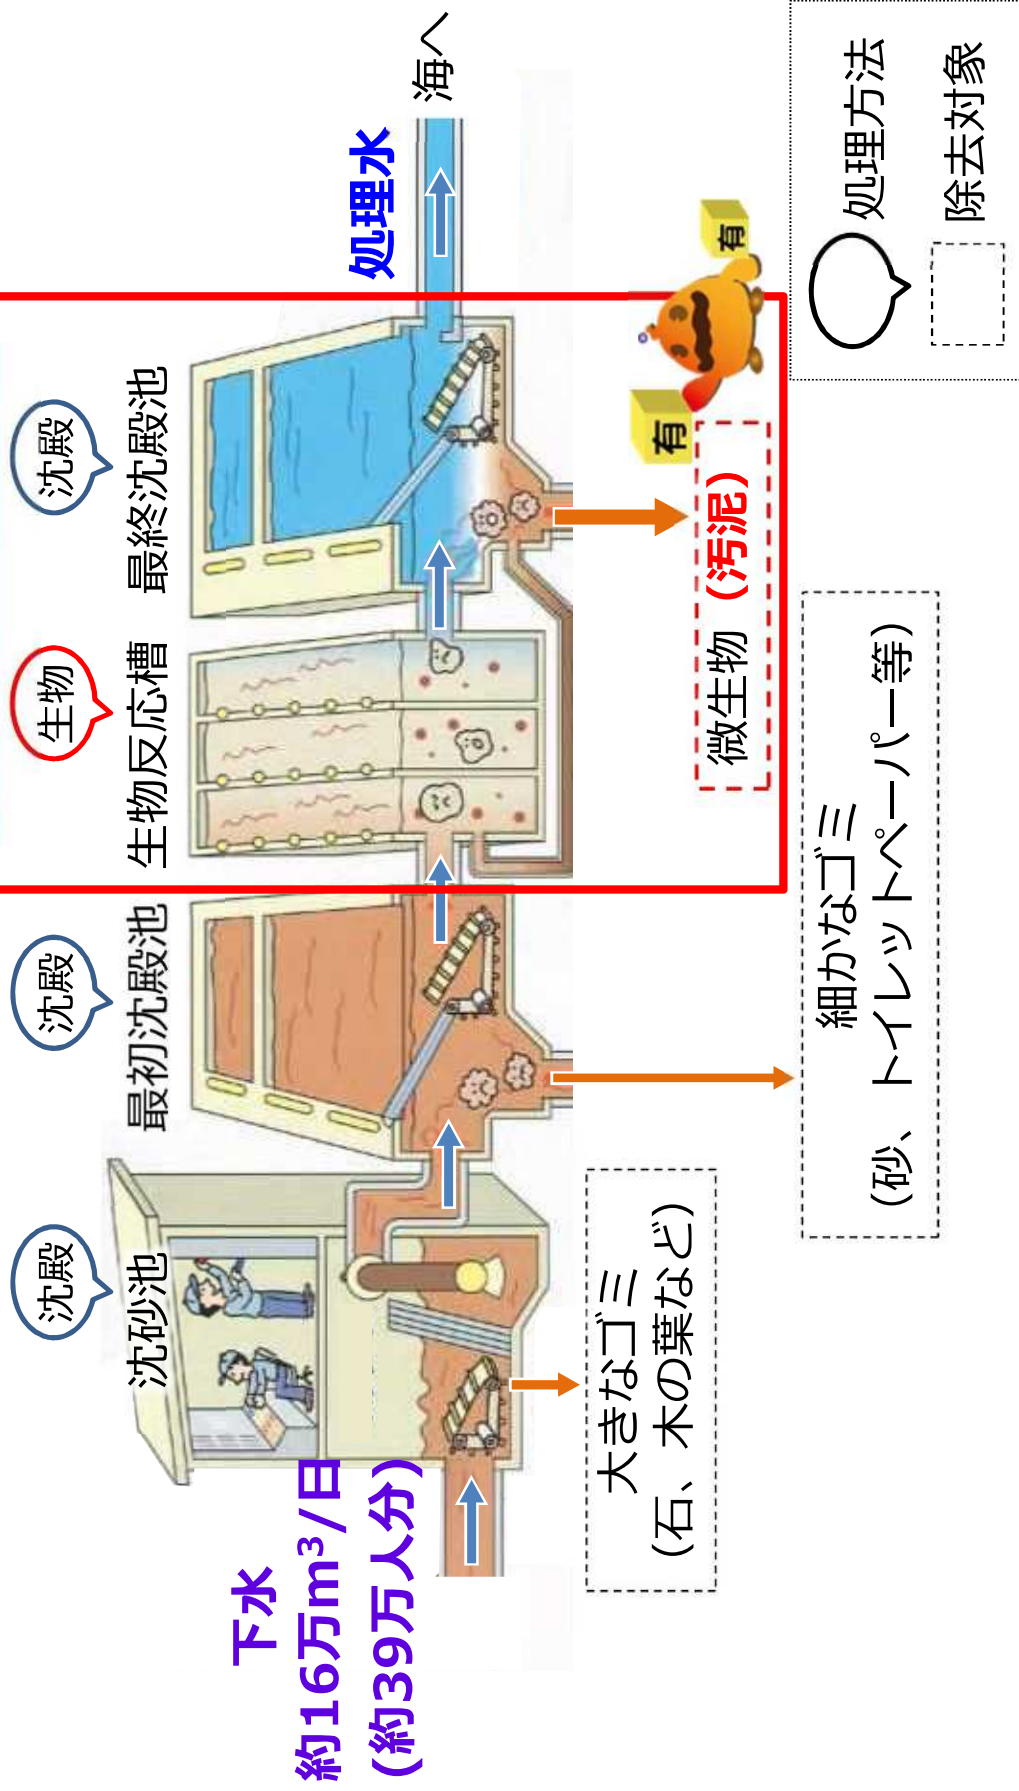 沈殿
沈殿
生物
沈殿
沈砂池
最初沈殿池
生物反応槽
最終沈殿池
下水
約16万m³/日
(約39万人分)
処理水
海へ
大きなゴミ
(石、木の葉など)
細かなゴミ
(砂、トイレットペーパー等)
微生物 (汚泥)
有
有
処理方法
除去対象